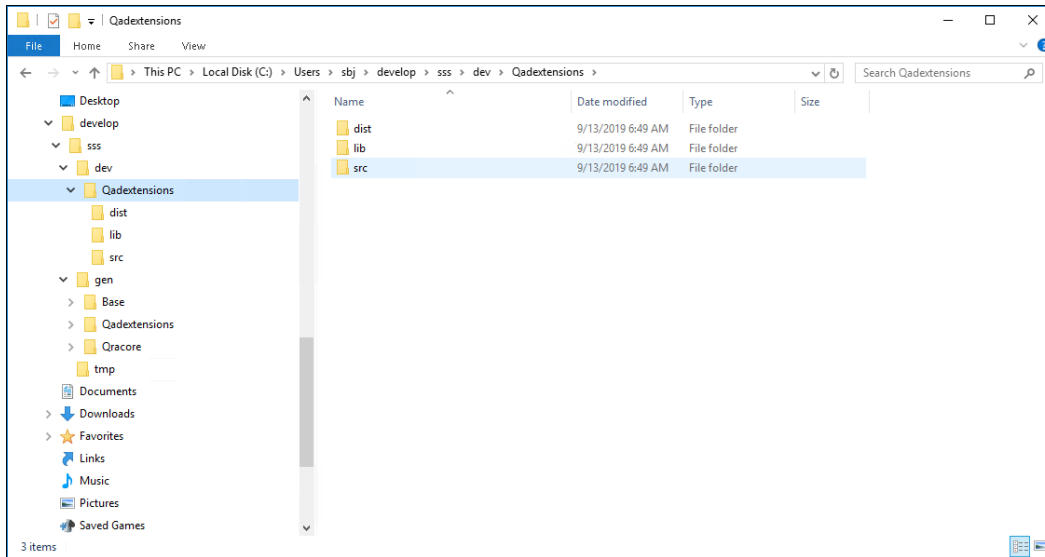 Qadextensions
File Home Share View
This PC > Local Disk (C:) > Users > sbj > develop > sss > dev > Qadextensions >
Search Qadextensions
Desktop
develop
sss
dev
Qadextensions
dist
lib
src
gen
Base
Qadextensions
Qracore
tmp
Documents
Downloads
Favorites
Links
Music
Pictures
Saved Games
Name Date modified Type Size
dist 9/13/2019 6:49 AM File folder
lib 9/13/2019 6:49 AM File folder
src 9/13/2019 6:49 AM File folder
3 items